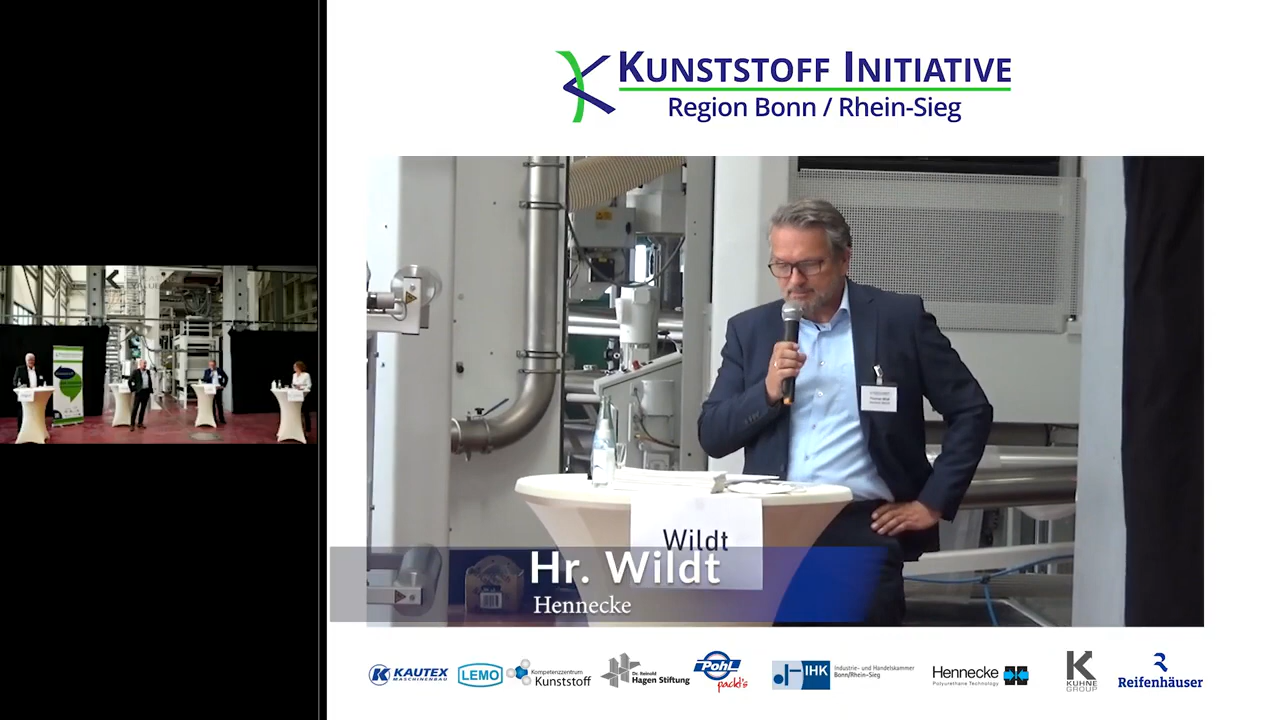 KUNSTSTOFF INITIATIVE
Region Bonn / Rhein-Sieg
Wildt
Hr. Wildt
Hennecke
KAUTEX
MASCHINENBAU
LEMO
Kompetenzzentrum
Kunststoff
Dr. Reinold
Hagen Stiftung
POHL
packt's
IHK
Industrie- und Handelskammer
Bonn/Rhein-Sieg
Hennecke
Polyurethane Technology
K
KUHNE
GROUP
Reifenhäuser